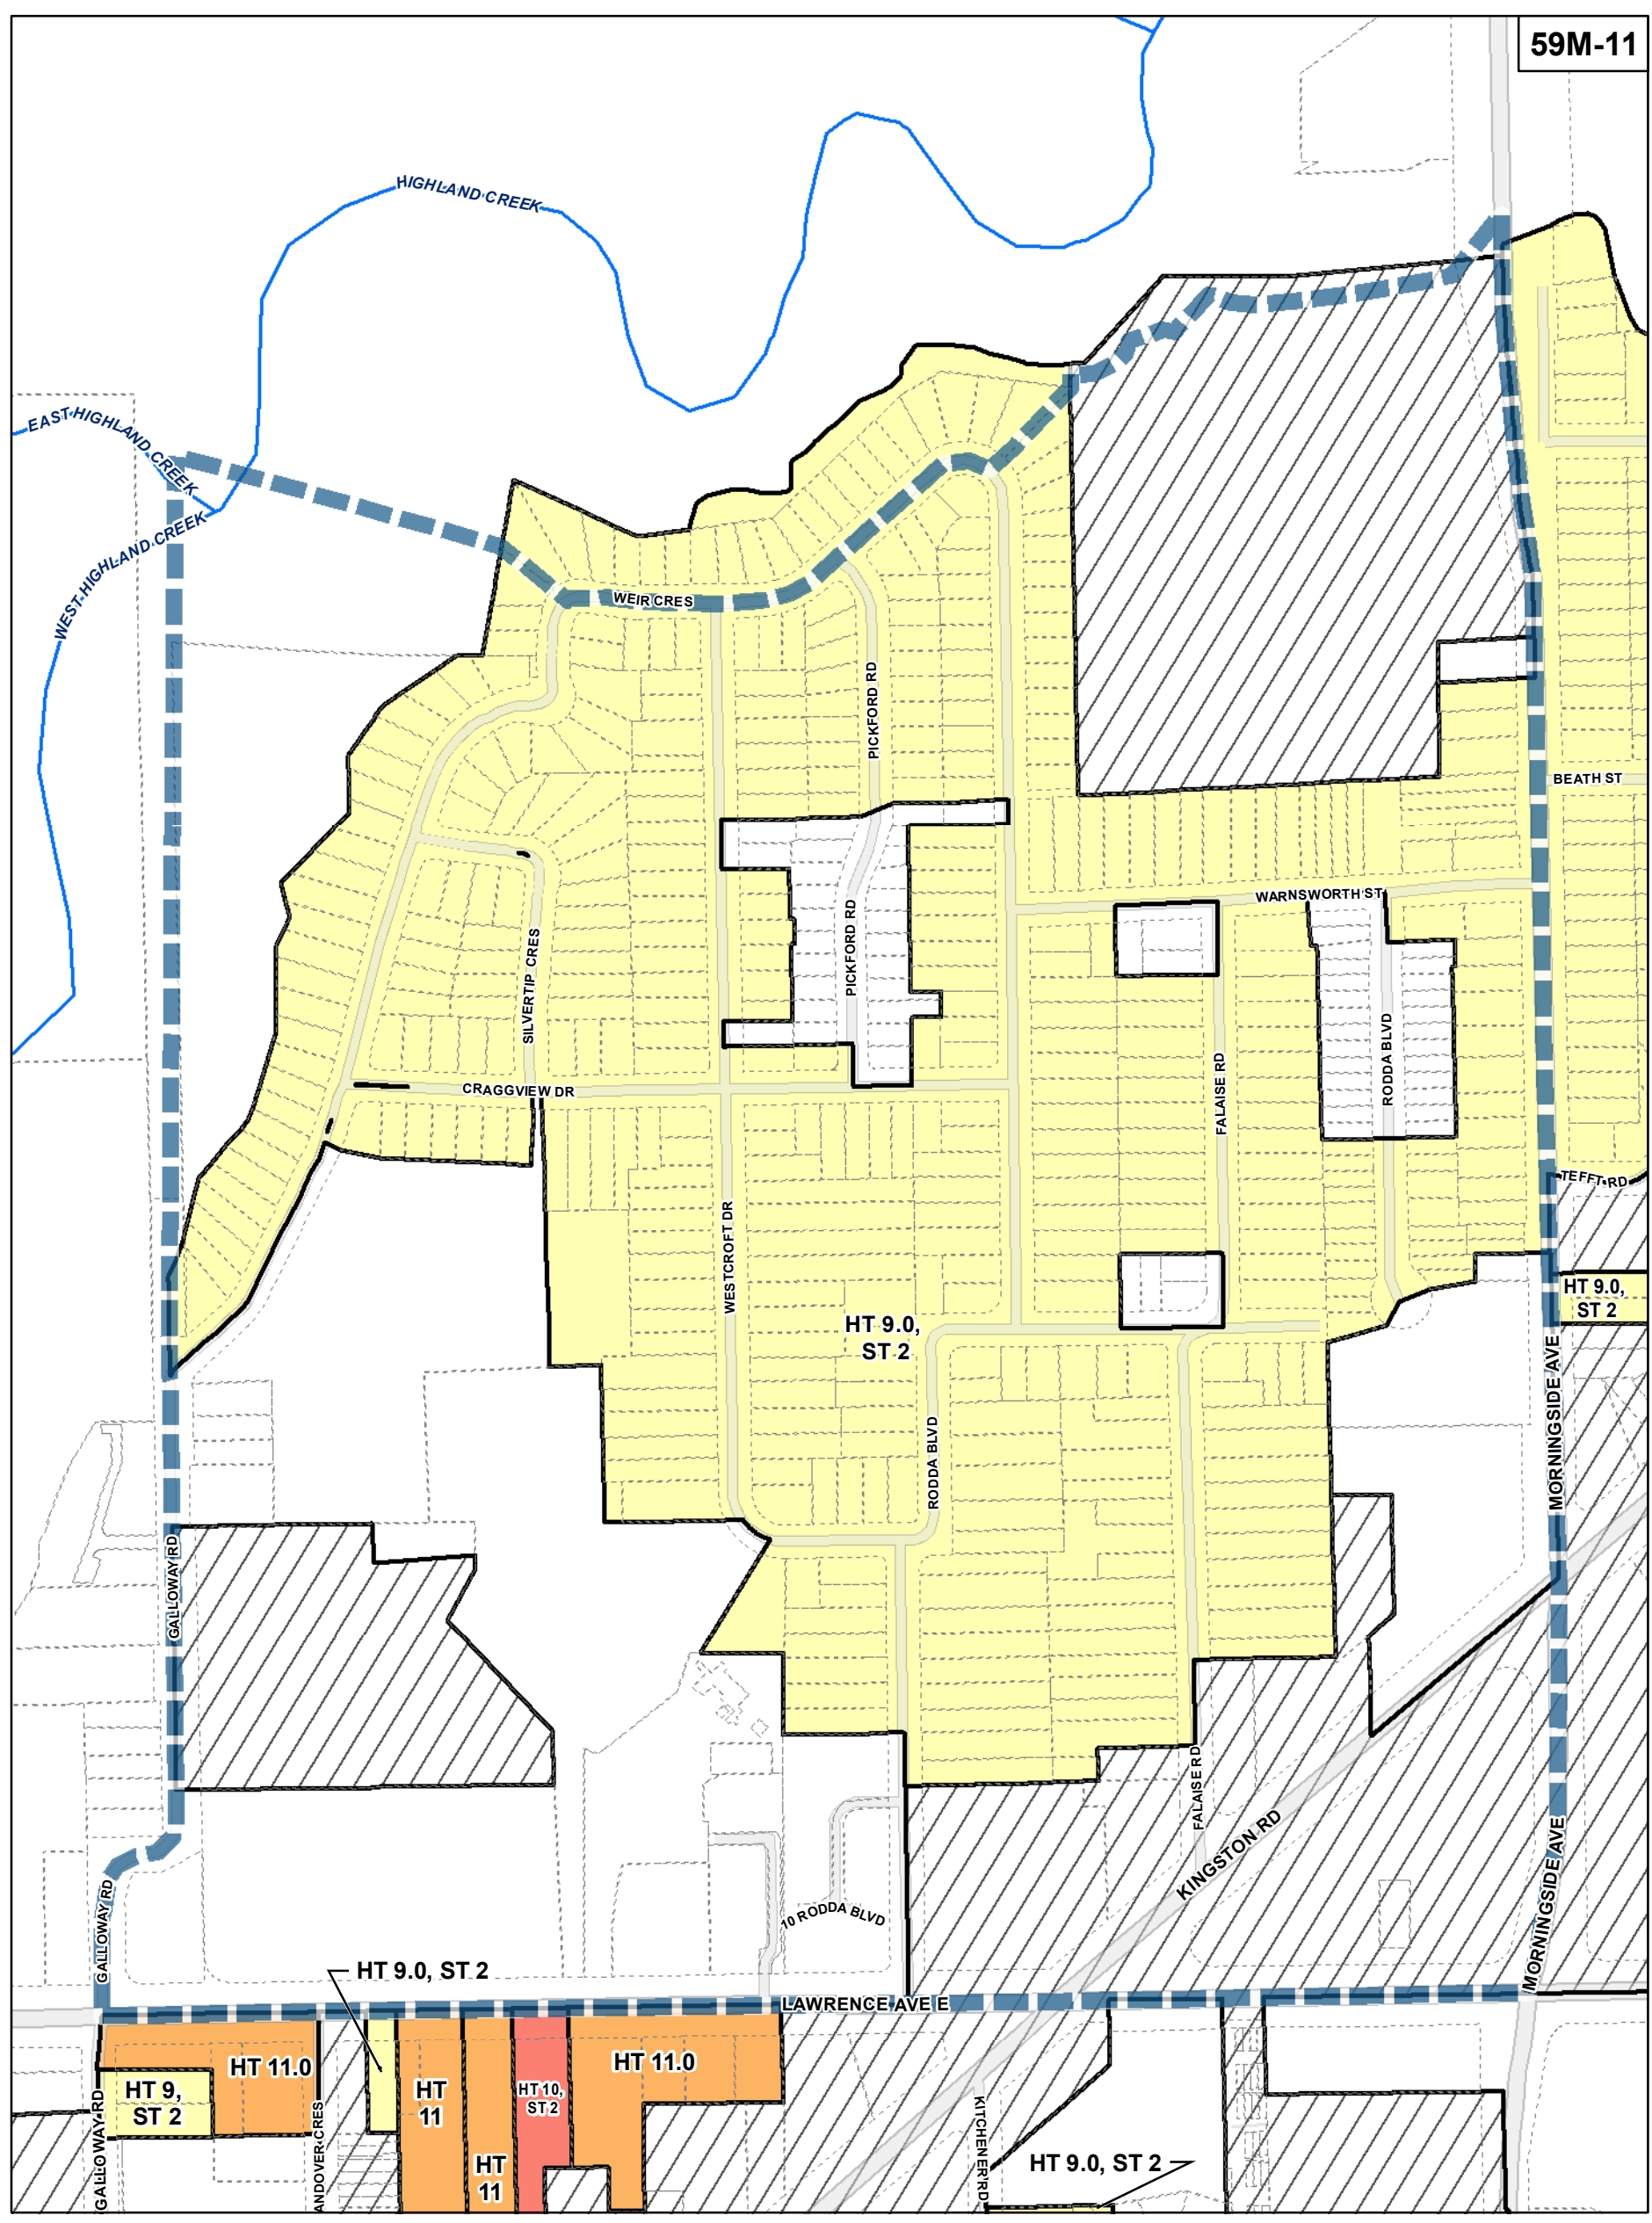 59M-11
HIGHLAND CREEK
EAST HIGHLAND CREEK
WEST HIGHLAND CREEK
WEIR CRES
PICKFORD RD
BEATH ST
WARNSWORTH ST
PICKFORD RD
SILVERTIP CRES
RODDA BLVD
FALAISE RD
CRAGGVIEW DR
TEFFT RD
WESTCROFT DR
HT 9.0,
ST 2
HT 9.0,
ST 2
MORNINGSIDE AVE
RODDA BLVD
GALLOWAY RD
FALAISE RD
KINGSTON RD
MORNINGSIDE AVE
10 RODDA BLVD
GALLOWAY RD
HT 9.0, ST 2
LAWRENCE AVE E
HT 11.0
HT 11.0
HT 9,
ST 2
HT
11
HT 10,
ST 2
GALLOWAY RD
ANDOVER CRES
KITCHENER RD
HT
11
HT 9.0, ST 2